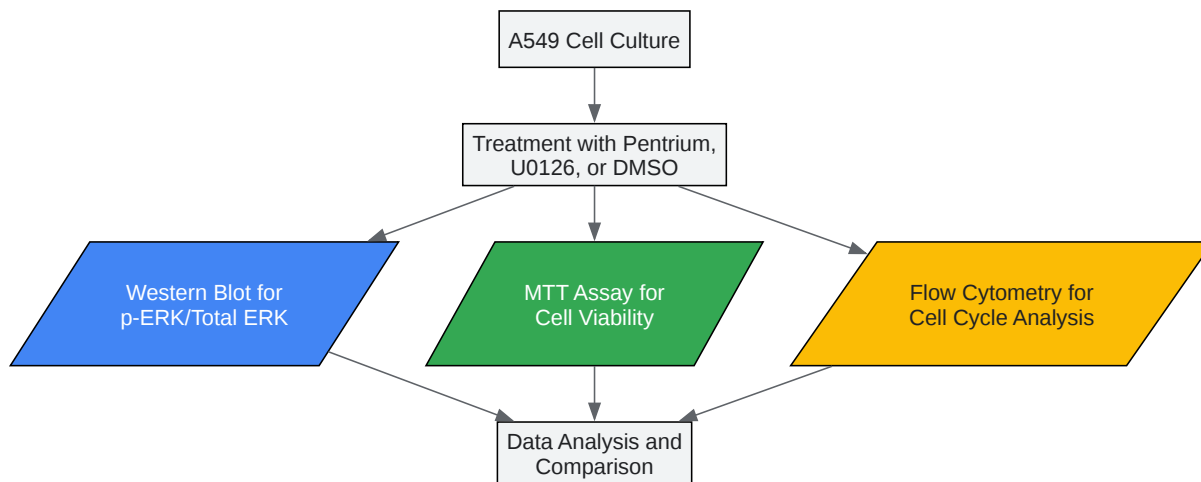 A549 Cell Culture
Treatment with Pentrium,
U0126, or DMSO
Western Blot for
p-ERK/Total ERK
MTT Assay for
Cell Viability
Flow Cytometry for
Cell Cycle Analysis
Data Analysis and
Comparison